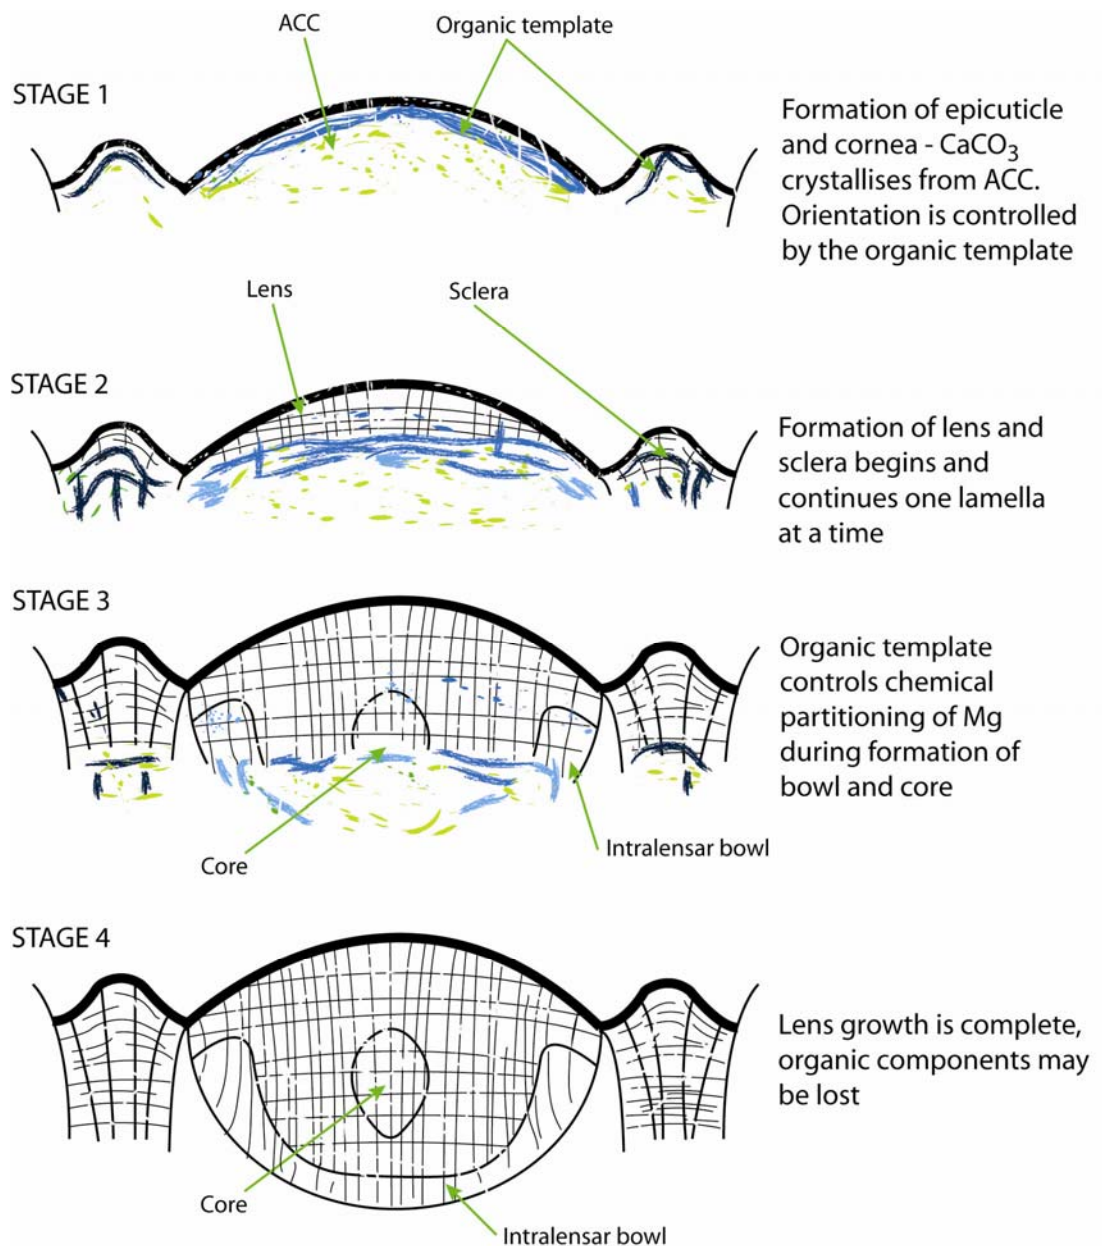 ACC
Organic template
STAGE 1
Formation of epicuticle
and cornea - CaCO₃
crystallises from ACC.
Orientation is controlled
by the organic template
Lens
Sclera
STAGE 2
Formation of lens and
sclera begins and
continues one lamella
at a time
STAGE 3
Organic template
controls chemical
partitioning of Mg
during formation of
bowl and core
Core
Intralensar bowl
STAGE 4
Lens growth is complete,
organic components may
be lost
Core
Intralensar bowl